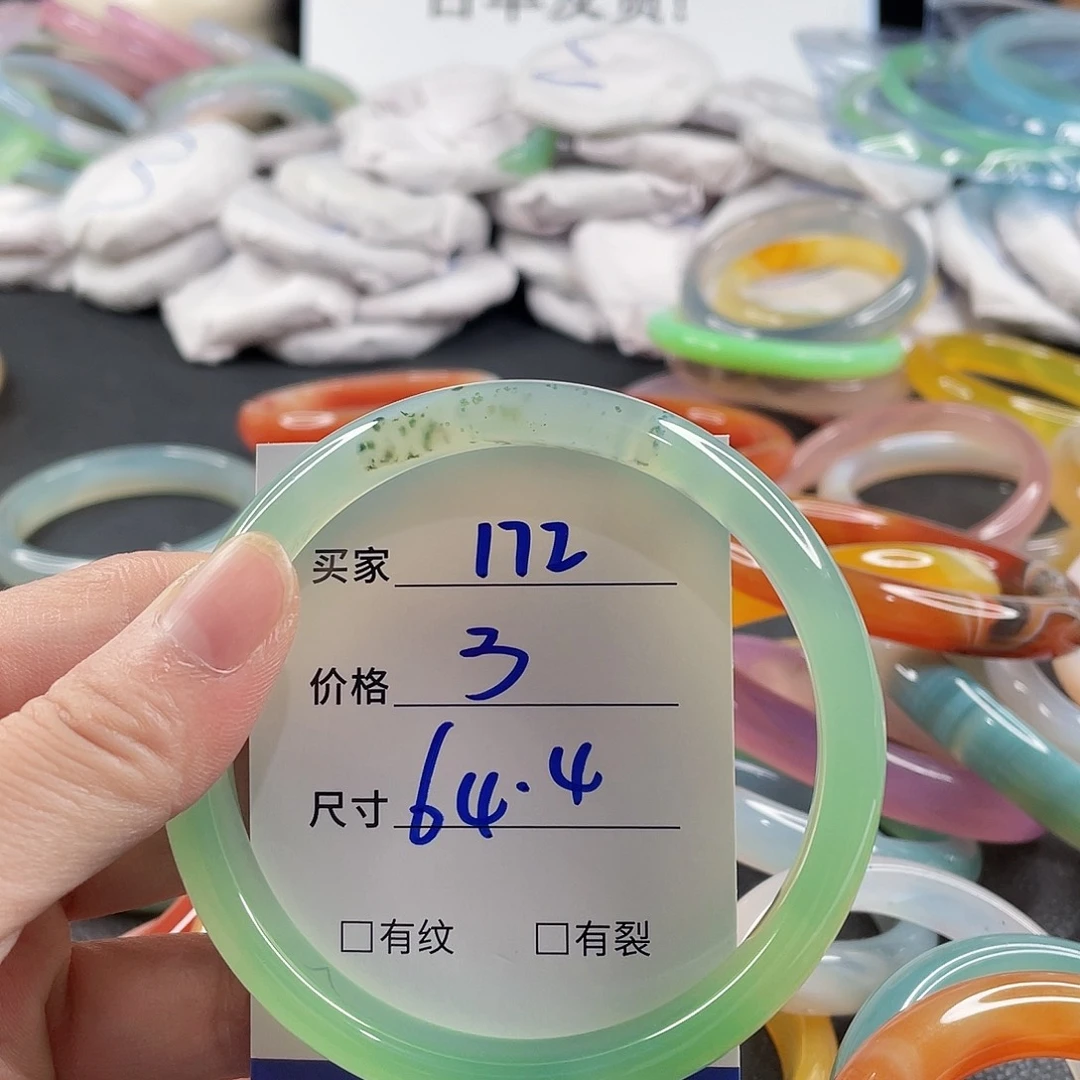 买家 172
价格 3
尺寸 64.4
□有纹 □有裂